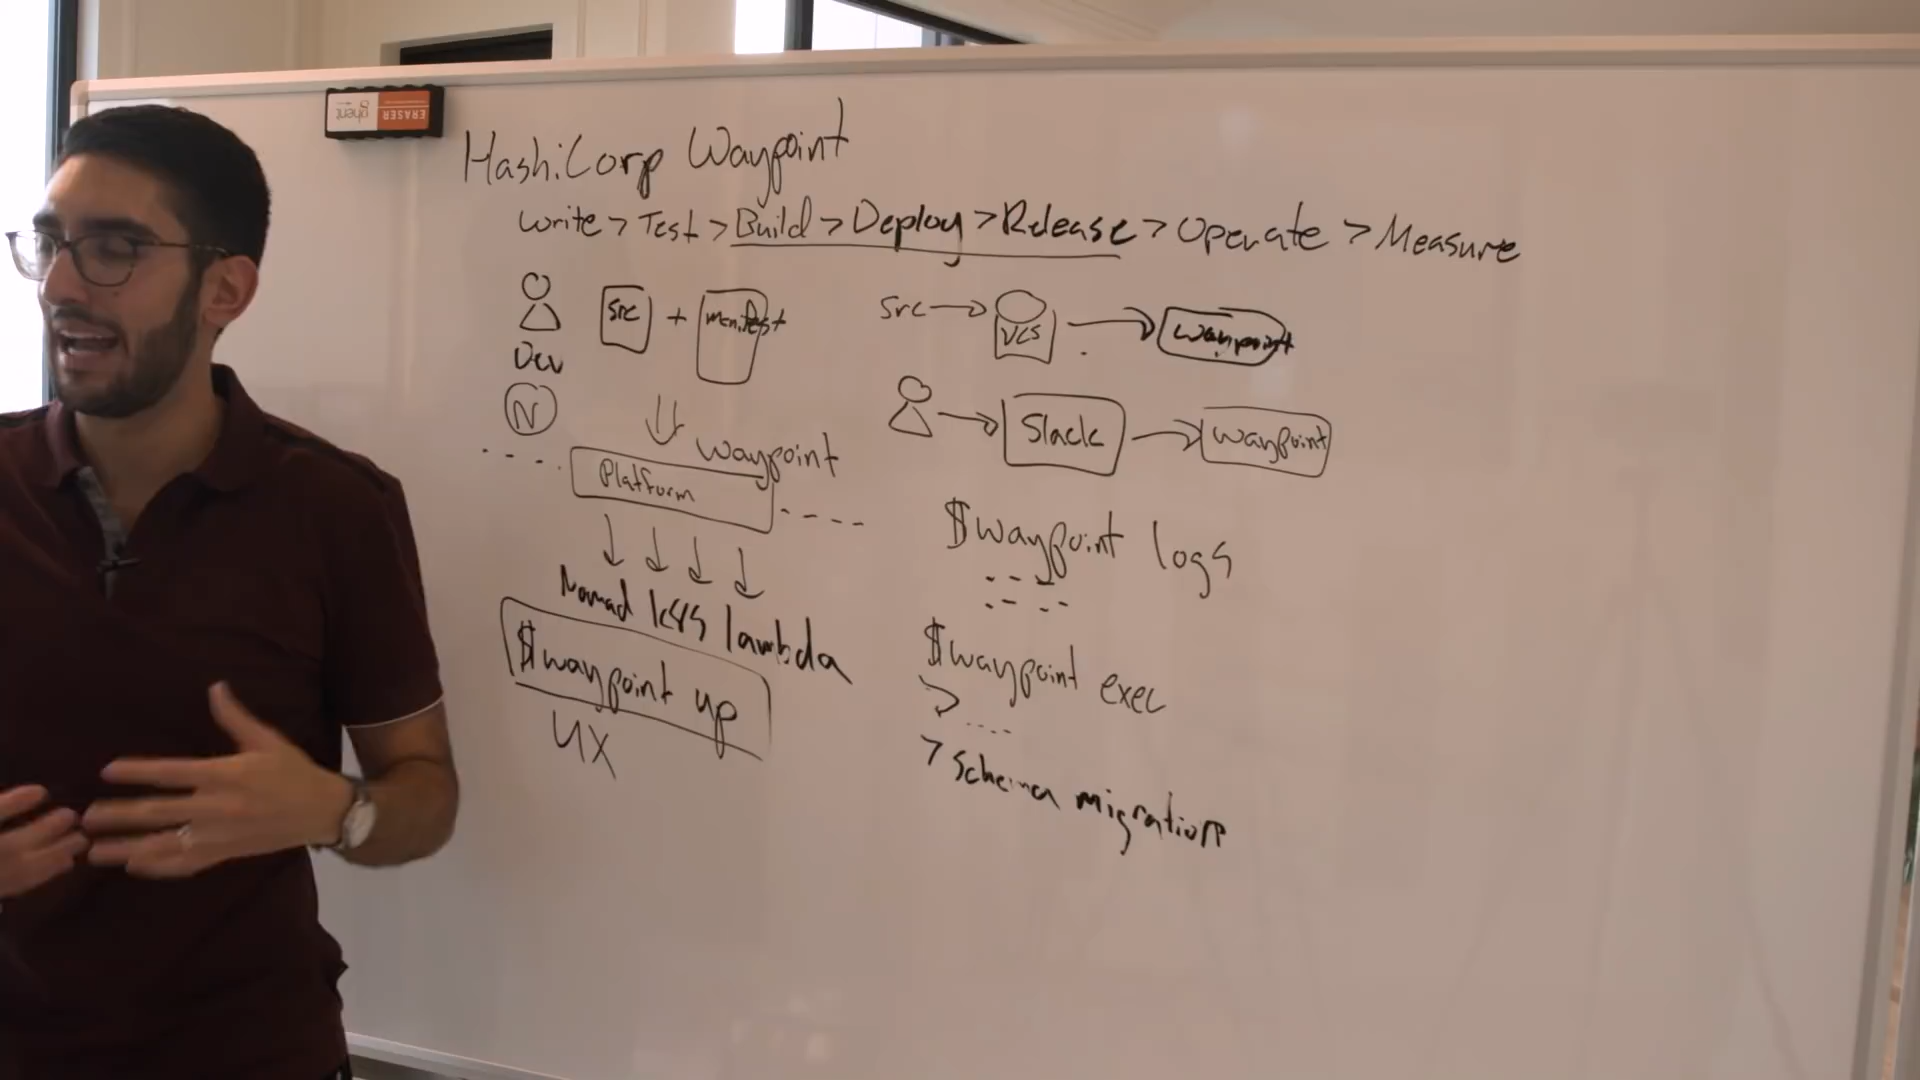 ghent ERASER
HashiCorp Waypoint
Write > Test > Build > Deploy > Release > Operate > Measure
src + manifest
Dev
N
Waypoint
Platform
Nomad K8S lambda
$ waypoint up
UX
src → VCS → Waypoint
→ Slack → Waypoint
$ waypoint logs
$ waypoint exec
> ....
> Schema migration